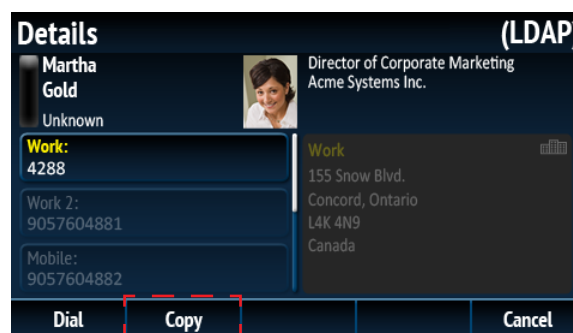 Details (LDAP)
Martha
Gold
Unknown
Director of Corporate Marketing
Acme Systems Inc.
Work:
4288
Work 2:
9057604881
Mobile:
9057604882
Work
155 Snow Blvd.
Concord, Ontario
L4K 4N9
Canada
Dial Copy Cancel